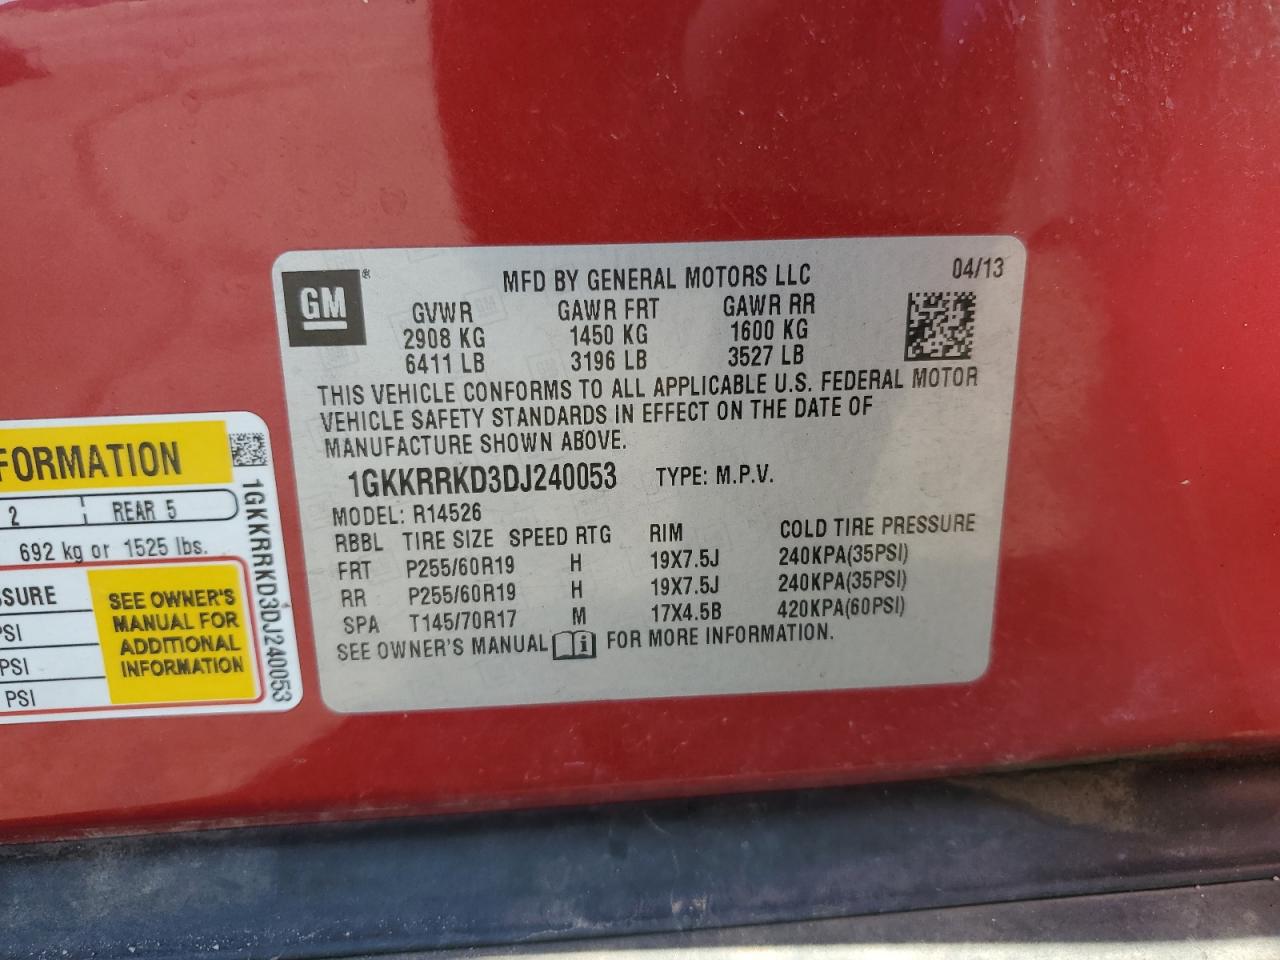 GM ®
MFD BY GENERAL MOTORS LLC 04/13
GVWR GAWR FRT GAWR RR
2908 KG 1450 KG 1600 KG
6411 LB 3196 LB 3527 LB
THIS VEHICLE CONFORMS TO ALL APPLICABLE U.S. FEDERAL MOTOR
VEHICLE SAFETY STANDARDS IN EFFECT ON THE DATE OF
MANUFACTURE SHOWN ABOVE.
1GKKRRKD3DJ240053 TYPE: M.P.V.
MODEL: R14526
RBBL TIRE SIZE SPEED RTG RIM COLD TIRE PRESSURE
FRT P255/60R19 H 19X7.5J 240KPA(35PSI)
RR P255/60R19 H 19X7.5J 240KPA(35PSI)
SPA T145/70R17 M 17X4.5B 420KPA(60PSI)
SEE OWNER'S MANUAL i FOR MORE INFORMATION.
FORMATION
2 REAR 5
692 kg or 1525 lbs.
SSURE
PSI
PSI
PSI
SEE OWNER'S
MANUAL FOR
ADDITIONAL
INFORMATION
1GKKRRKD3DJ240053